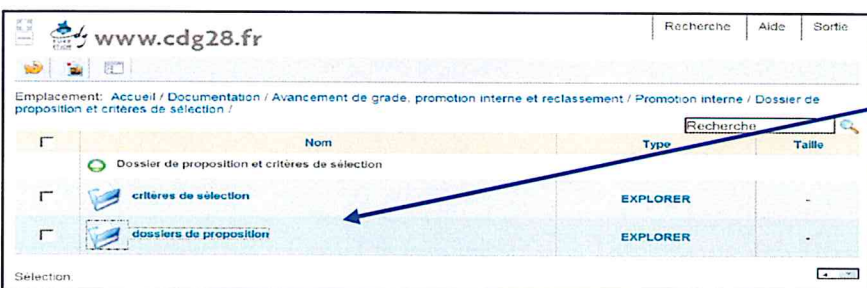 www.cdg28.fr
Recherche Aide Sortie
Emplacement: Accueil / Documentation / Avancement de grade, promotion interne et reclassement / Promotion interne / Dossier de
proposition et critères de sélection /
Recherche
Nom Type Taille
Dossier de proposition et critères de sélection
critères de sélection EXPLORER -
dossiers de proposition EXPLORER -
Sélection: